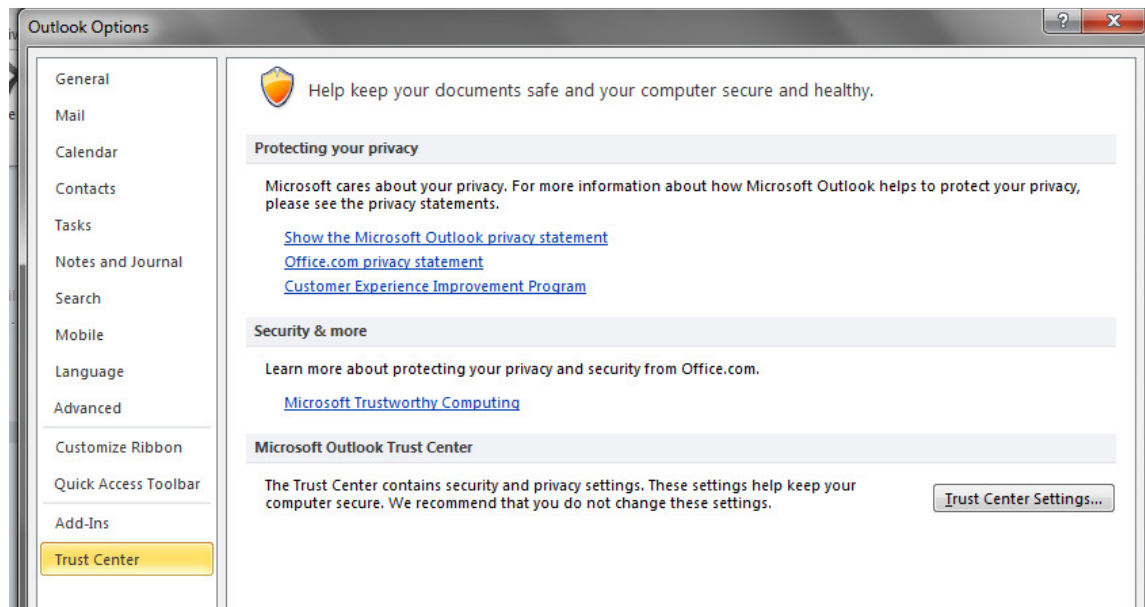 Outlook Options
?
X
General
Mail
Calendar
Contacts
Tasks
Notes and Journal
Search
Mobile
Language
Advanced
Customize Ribbon
Quick Access Toolbar
Add-Ins
Trust Center
Help keep your documents safe and your computer secure and healthy.
Protecting your privacy
Microsoft cares about your privacy. For more information about how Microsoft Outlook helps to protect your privacy,
please see the privacy statements.
Show the Microsoft Outlook privacy statement
Office.com privacy statement
Customer Experience Improvement Program
Security & more
Learn more about protecting your privacy and security from Office.com.
Microsoft Trustworthy Computing
Microsoft Outlook Trust Center
The Trust Center contains security and privacy settings. These settings help keep your
computer secure. We recommend that you do not change these settings.
Trust Center Settings...